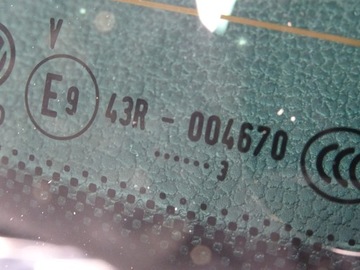 V
E9 43R - 004670
....... 3